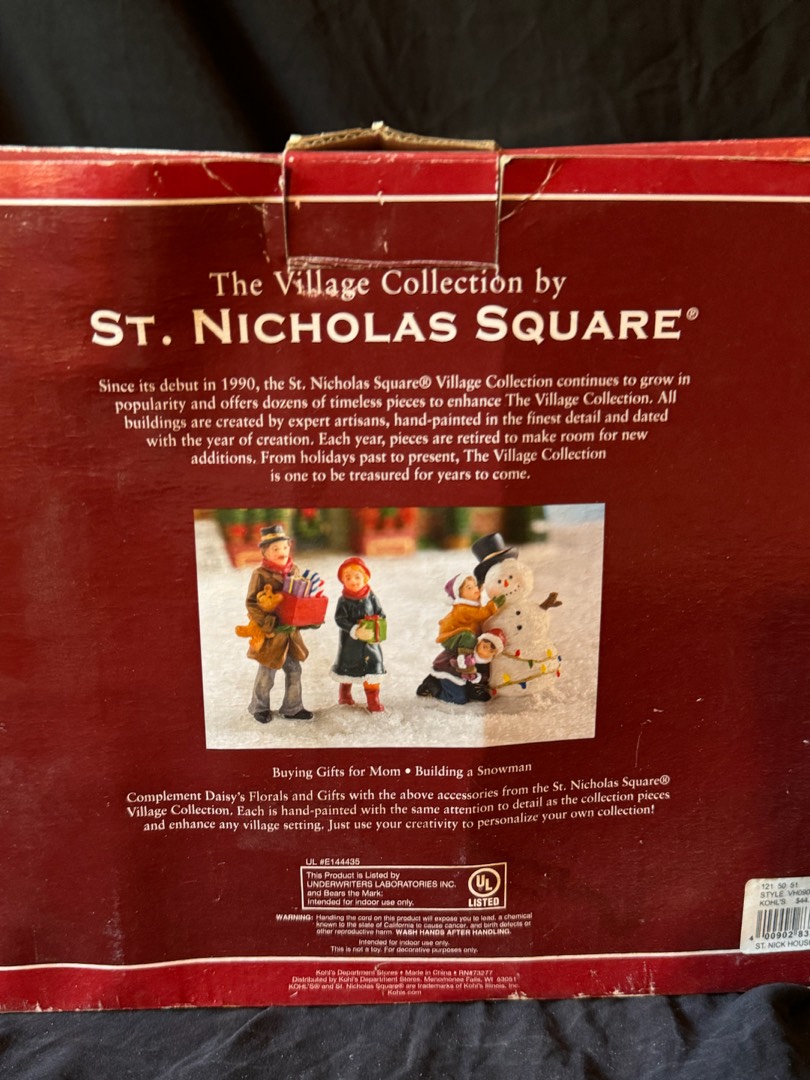 The Village Collection by
ST. NICHOLAS SQUARE®
Since its debut in 1990, the St. Nicholas Square® Village Collection continues to grow in
popularity and offers dozens of timeless pieces to enhance The Village Collection. All
buildings are created by expert artisans, hand-painted in the finest detail and dated
with the year of creation. Each year, pieces are retired to make room for new
additions. From holidays past to present, The Village Collection
is one to be treasured for years to come.
Buying Gifts for Mom • Building a Snowman
Complement Daisy's Florals and Gifts with the above accessories from the St. Nicholas Square®
Village Collection. Each is hand-painted with the same attention to detail as the collection pieces
and enhance any village setting. Just use your creativity to personalize your own collection!
UL #E144435
This Product is Listed by
UNDERWRITERS LABORATORIES INC.
and Bears the Mark:
Intended for indoor use only.
UL
LISTED
WARNING: Handling the cord on this product will expose you to lead, a chemical
known to the state of California to cause cancer, and birth defects or
other reproductive harm. WASH HANDS AFTER HANDLING.
Intended for indoor use only.
This is not a toy. For decorative purposes only.
Kohl's Department Stores • Made in China • RN#73277
Distributed by Kohl's Department Stores, Menomonee Falls, WI 53051
KOHL'S® and St. Nicholas Square® are trademarks of Kohl's Illinois, Inc.
Kohls.com
121 50 51
STYLE
KOHL'S $44.
4 00902 83
ST. NICK HOUS